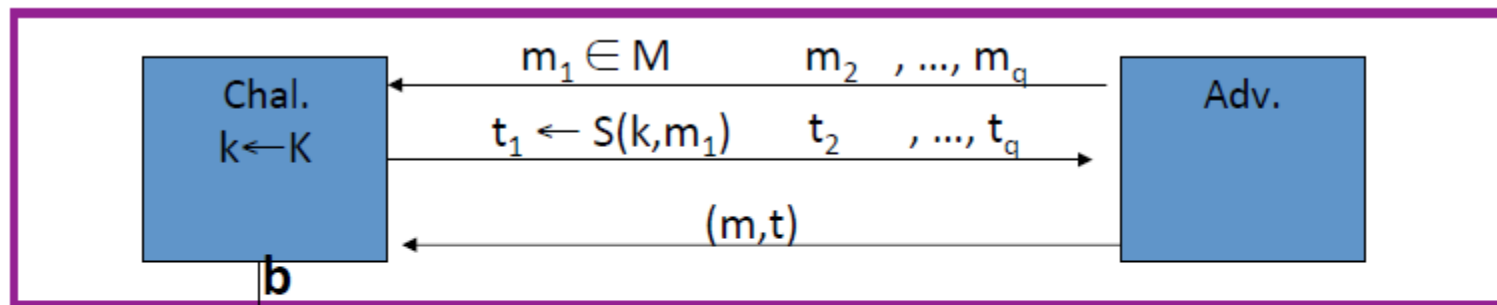 m₁ ∈ M m₂ , ..., m_q
Chal.
Adv.
k←K
t₁ ← S(k,m₁) t₂ , ..., t_q
(m,t)
b